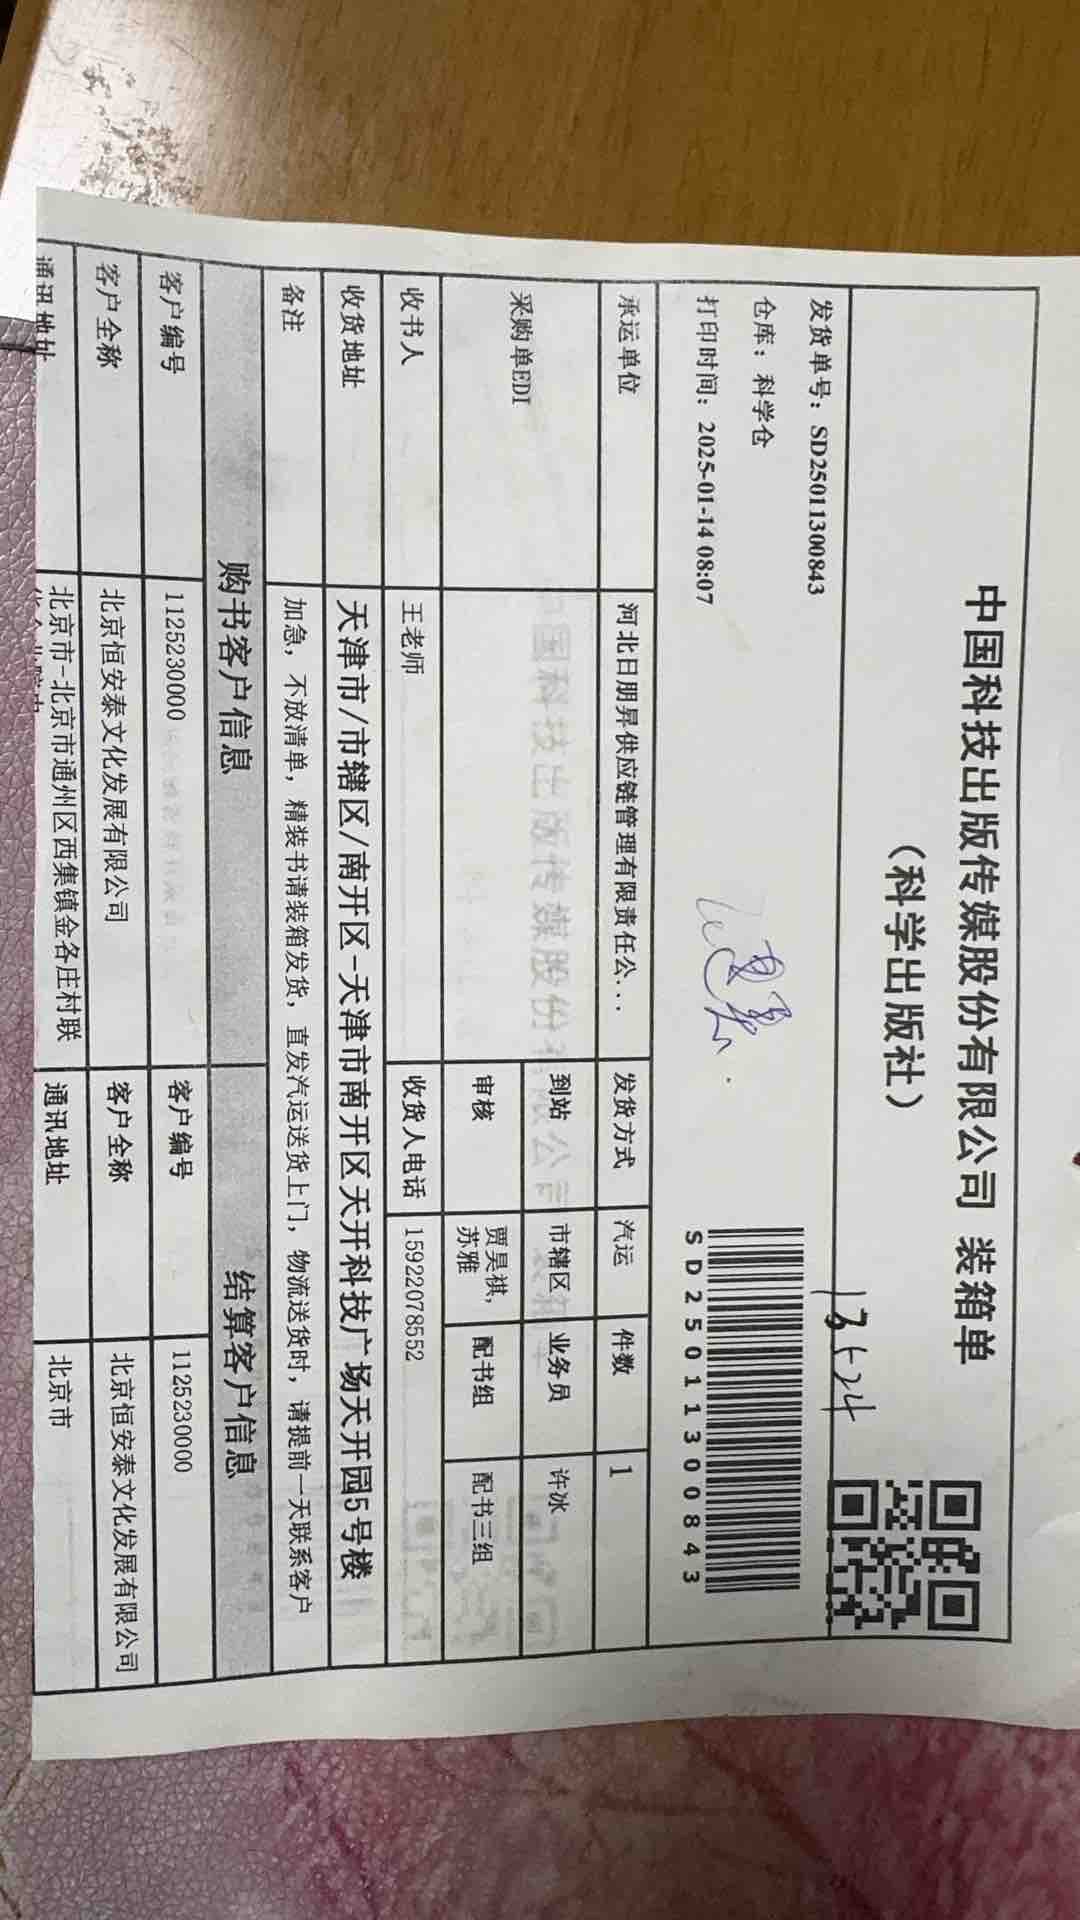 中国科技出版传媒股份有限公司 装箱单
（科学出版社）
发货单号：SD25011300843
仓库：科学仓
打印时间：2025-01-14 08:07
SD25011300843
承运单位 河北日朋昇供应链管理有限责任公... 发货方式 汽运 件数 1
采购单EDI 到站 市辖区 业务员 许冰
审核 贾昊祺，苏雅 配书组 配书三组
收书人 王老师 收货人电话 15922078552
收货地址 天津市/市辖区/南开区-天津市南开区天开科技广场天开园5号楼
备注 加急，不放清单，精装书请装箱发货，直发汽运送货上门，物流送货时，请提前一天联系客户
购书客户信息 结算客户信息
客户编号 1125230000 客户编号 1125230000
客户全称 北京恒安泰文化发展有限公司 客户全称 北京恒安泰文化发展有限公司
通讯地址 北京市-北京市通州区西集镇金各庄村联 通讯地址 北京市